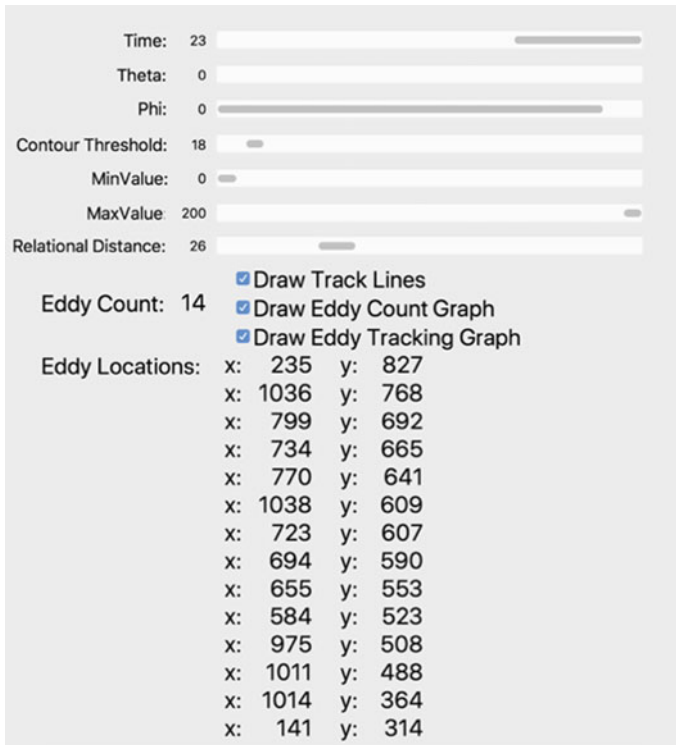 Time: 23
Theta: 0
Phi: 0
Contour Threshold: 18
MinValue: 0
MaxValue: 200
Relational Distance: 26
Draw Track Lines
Eddy Count: 14 Draw Eddy Count Graph
Draw Eddy Tracking Graph
Eddy Locations: x: 235 y: 827
x: 1036 y: 768
x: 799 y: 692
x: 734 y: 665
x: 770 y: 641
x: 1038 y: 609
x: 723 y: 607
x: 694 y: 590
x: 655 y: 553
x: 584 y: 523
x: 975 y: 508
x: 1011 y: 488
x: 1014 y: 364
x: 141 y: 314